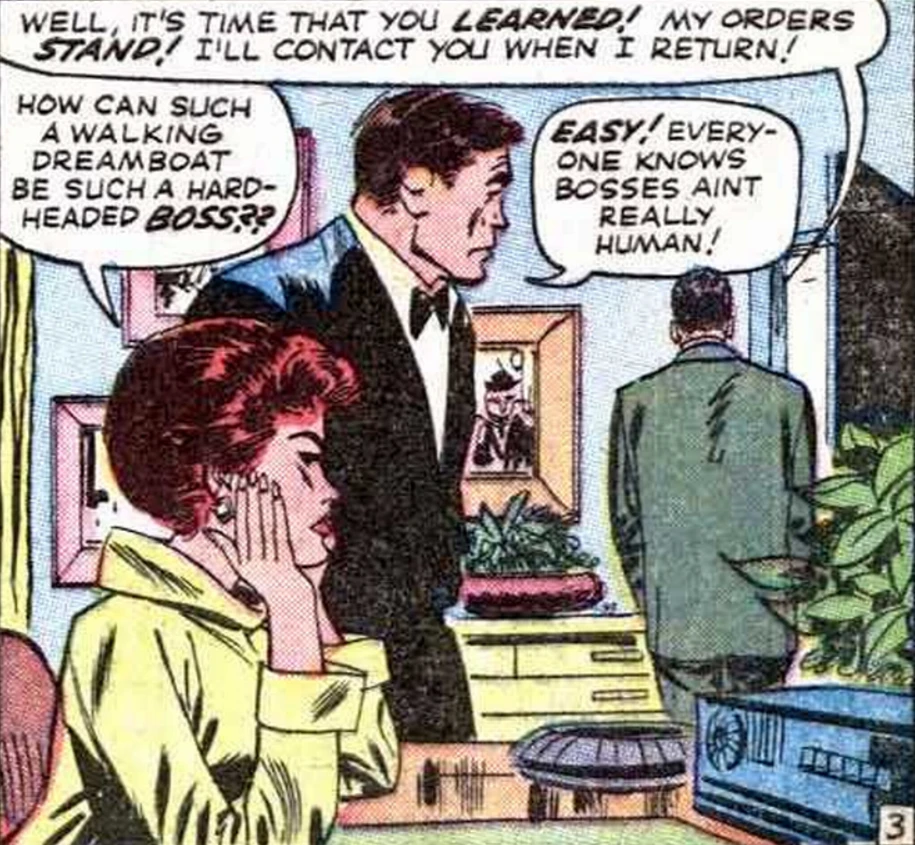 WELL, IT'S TIME THAT YOU LEARNED! MY ORDERS
STAND! I'LL CONTACT YOU WHEN I RETURN!
HOW CAN SUCH
A WALKING
DREAMBOAT
BE SUCH A HARD-
HEADED BOSS??
EASY! EVERY-
ONE KNOWS
BOSSES AINT
REALLY
HUMAN!
3